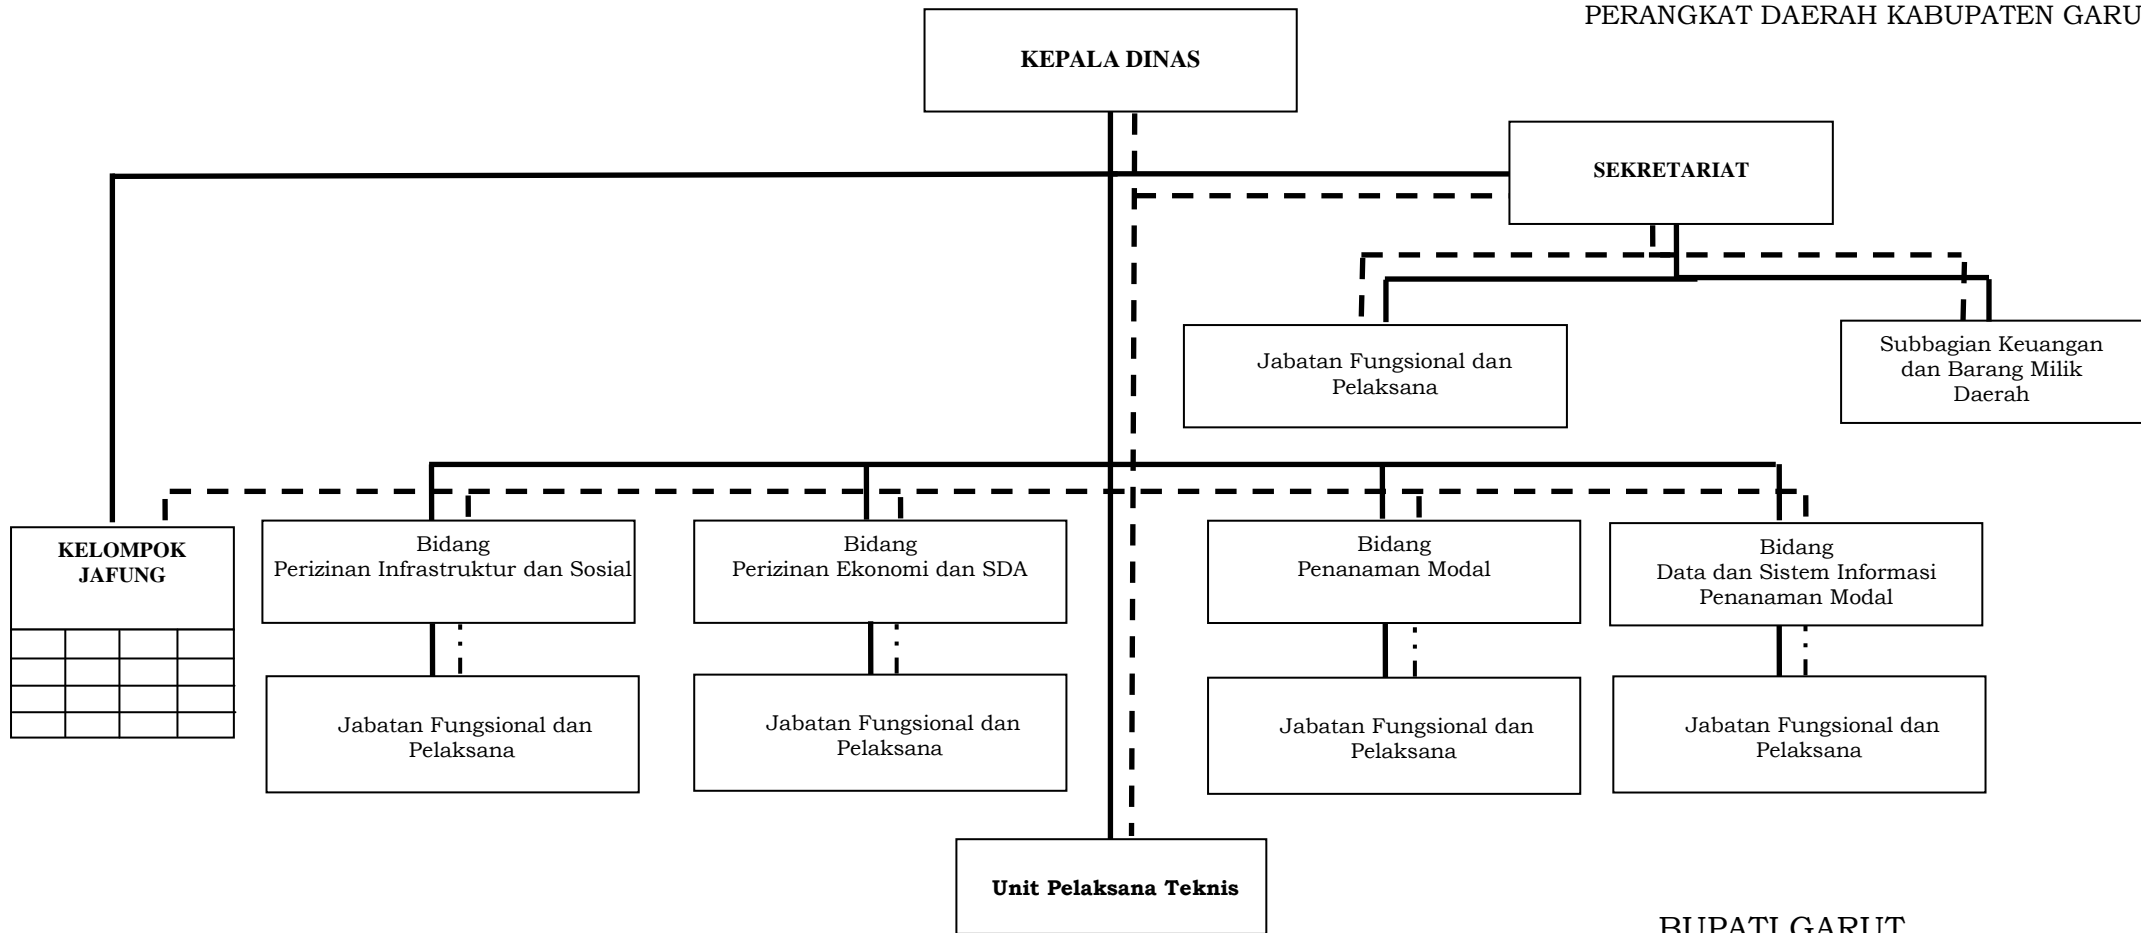 PERANGKAT DAERAH KABUPATEN GARU
KEPALA DINAS
SEKRETARIAT
Jabatan Fungsional dan
Pelaksana
Subbagian Keuangan
dan Barang Milik
Daerah
KELOMPOK
JAFUNG
Bidang
Perizinan Infrastruktur dan Sosial
Bidang
Perizinan Ekonomi dan SDA
Bidang
Penanaman Modal
Bidang
Data dan Sistem Informasi
Penanaman Modal
Jabatan Fungsional dan
Pelaksana
Jabatan Fungsional dan
Pelaksana
Jabatan Fungsional dan
Pelaksana
Jabatan Fungsional dan
Pelaksana
Unit Pelaksana Teknis
BUPATI GARUT